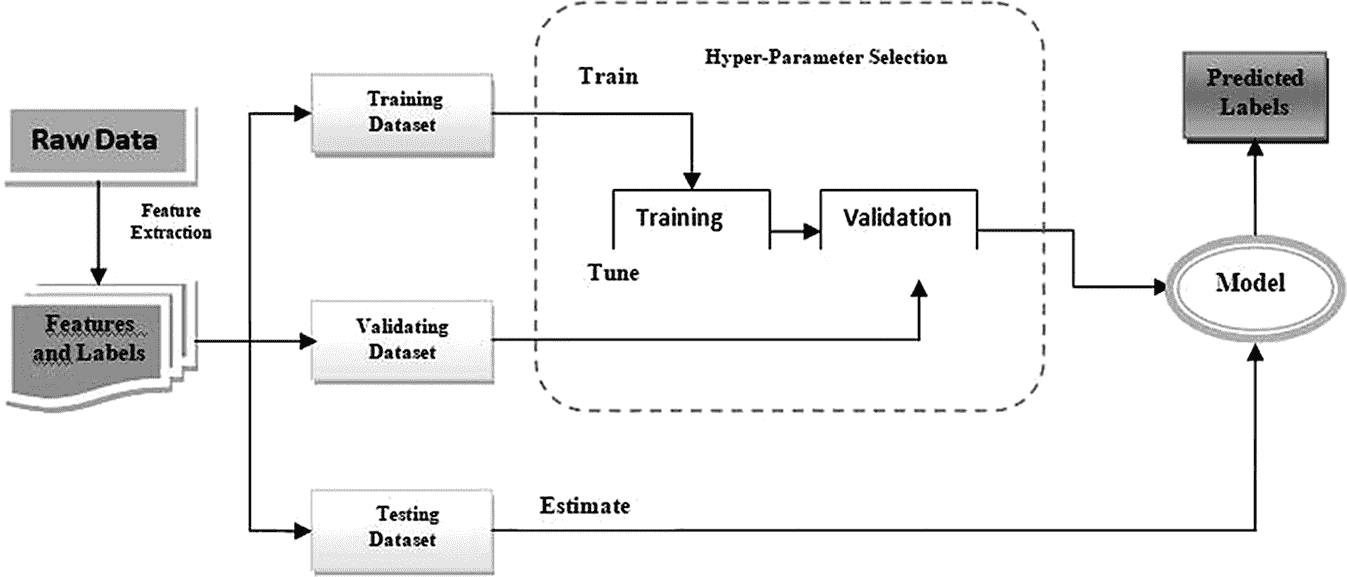 Raw Data
Feature
Extraction
Features
and Labels
Training
Dataset
Validating
Dataset
Testing
Dataset
Train
Hyper-Parameter Selection
Training
Validation
Tune
Estimate
Predicted
Labels
Model